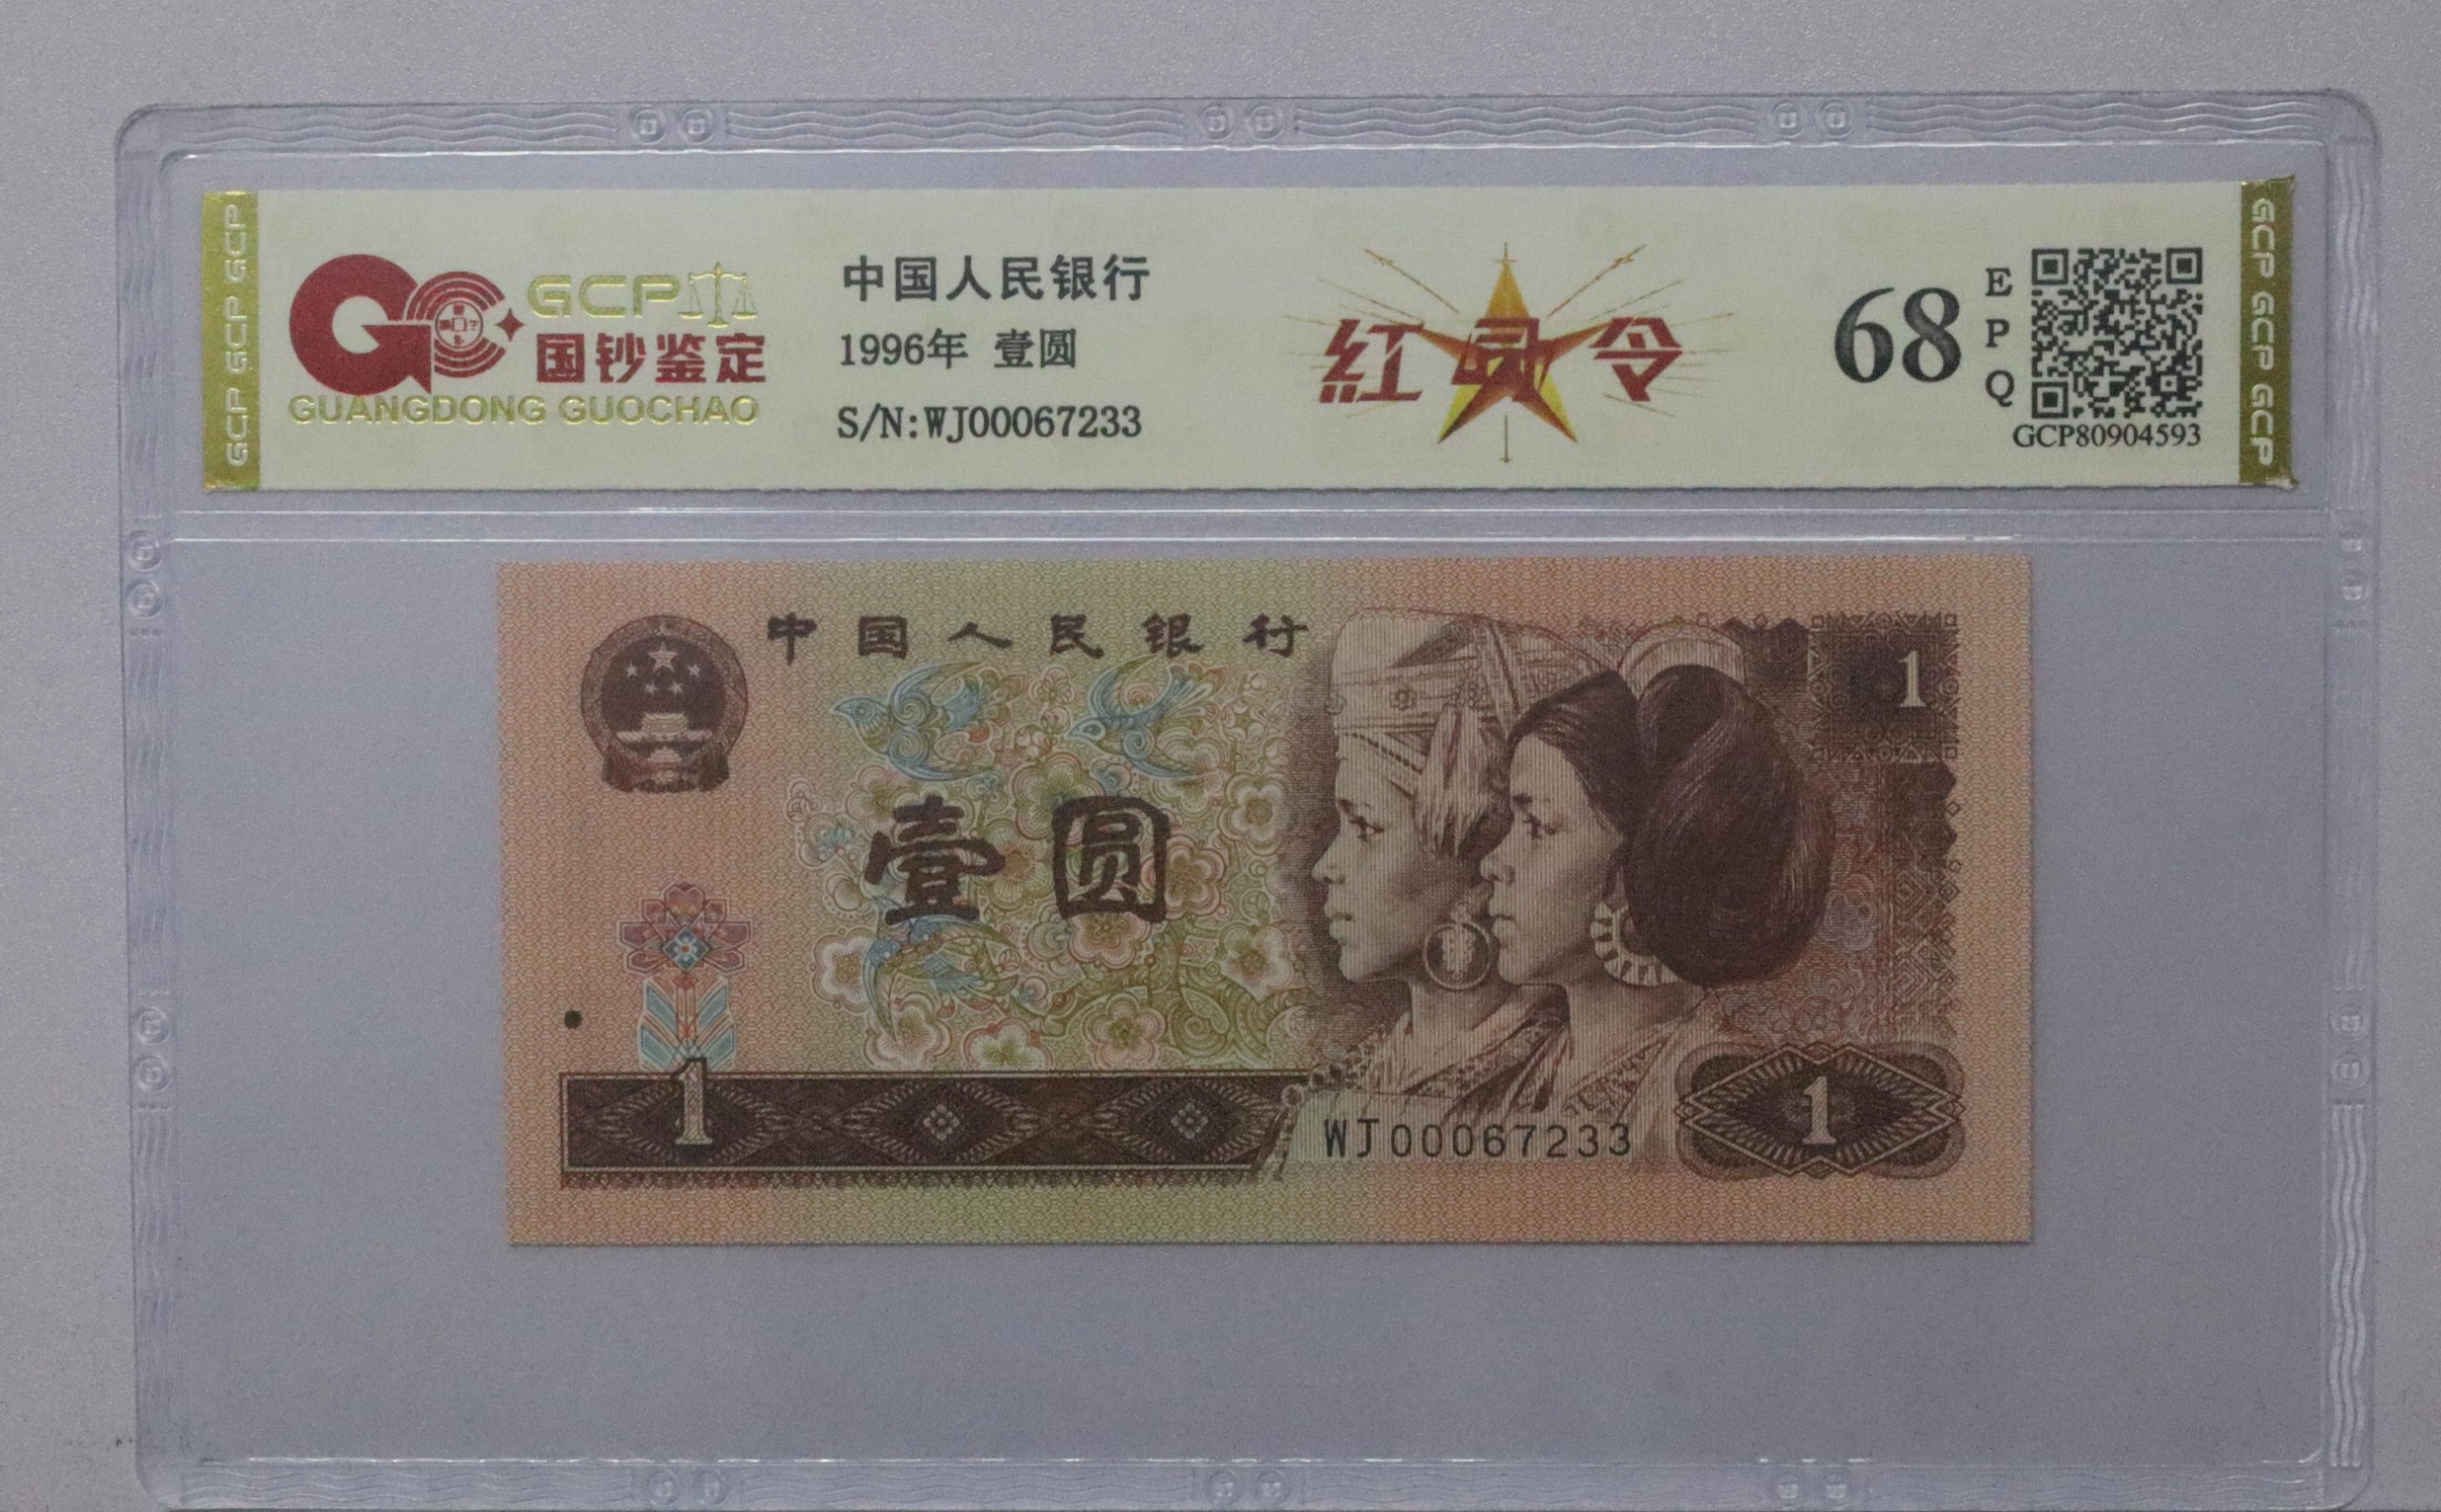 GCP GCP GCP
GCP
国钞鉴定
GUANGDONG GUOCHAO
中国人民银行
1996年 壹圆
S/N:WJ00067233
紅 令
68
EPQ
GCP80904593
GCP GCP GCP
中国人民银行
1
壹圆
1
WJ00067233
1